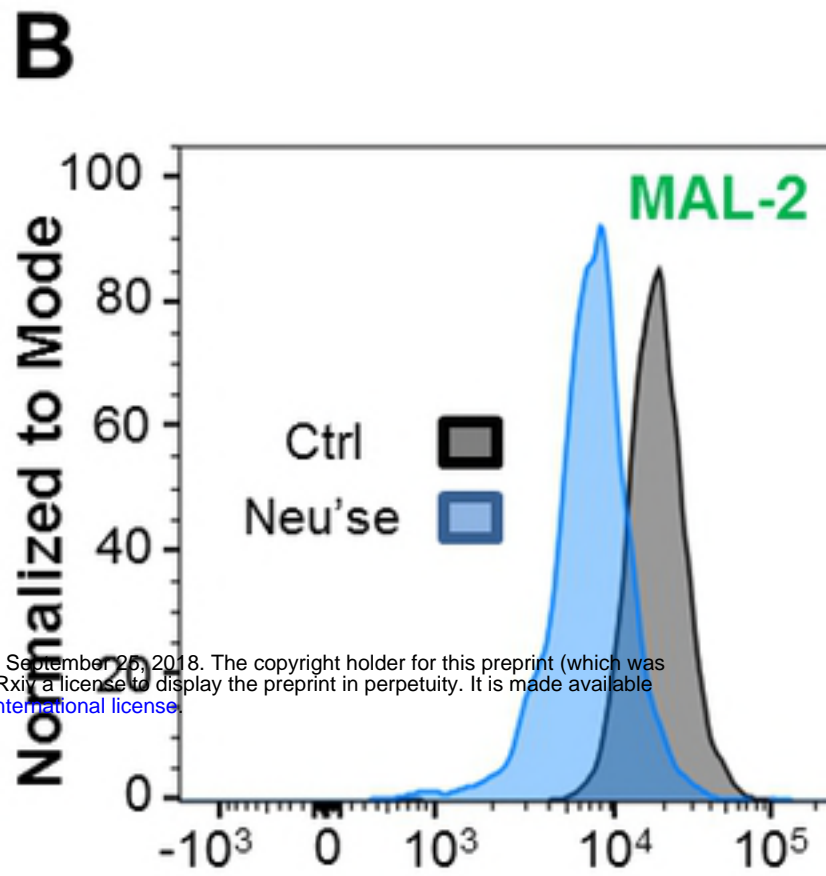 B
100
MAL-2
80
60
Ctrl
Neu'se
40
20
0
Normalized to Mode
September 25, 2018. The copyright holder for this preprint (which was
Rxiv a license to display the preprint in perpetuity. It is made available
nternational license.
-10³ 0 10³ 10⁴ 10⁵